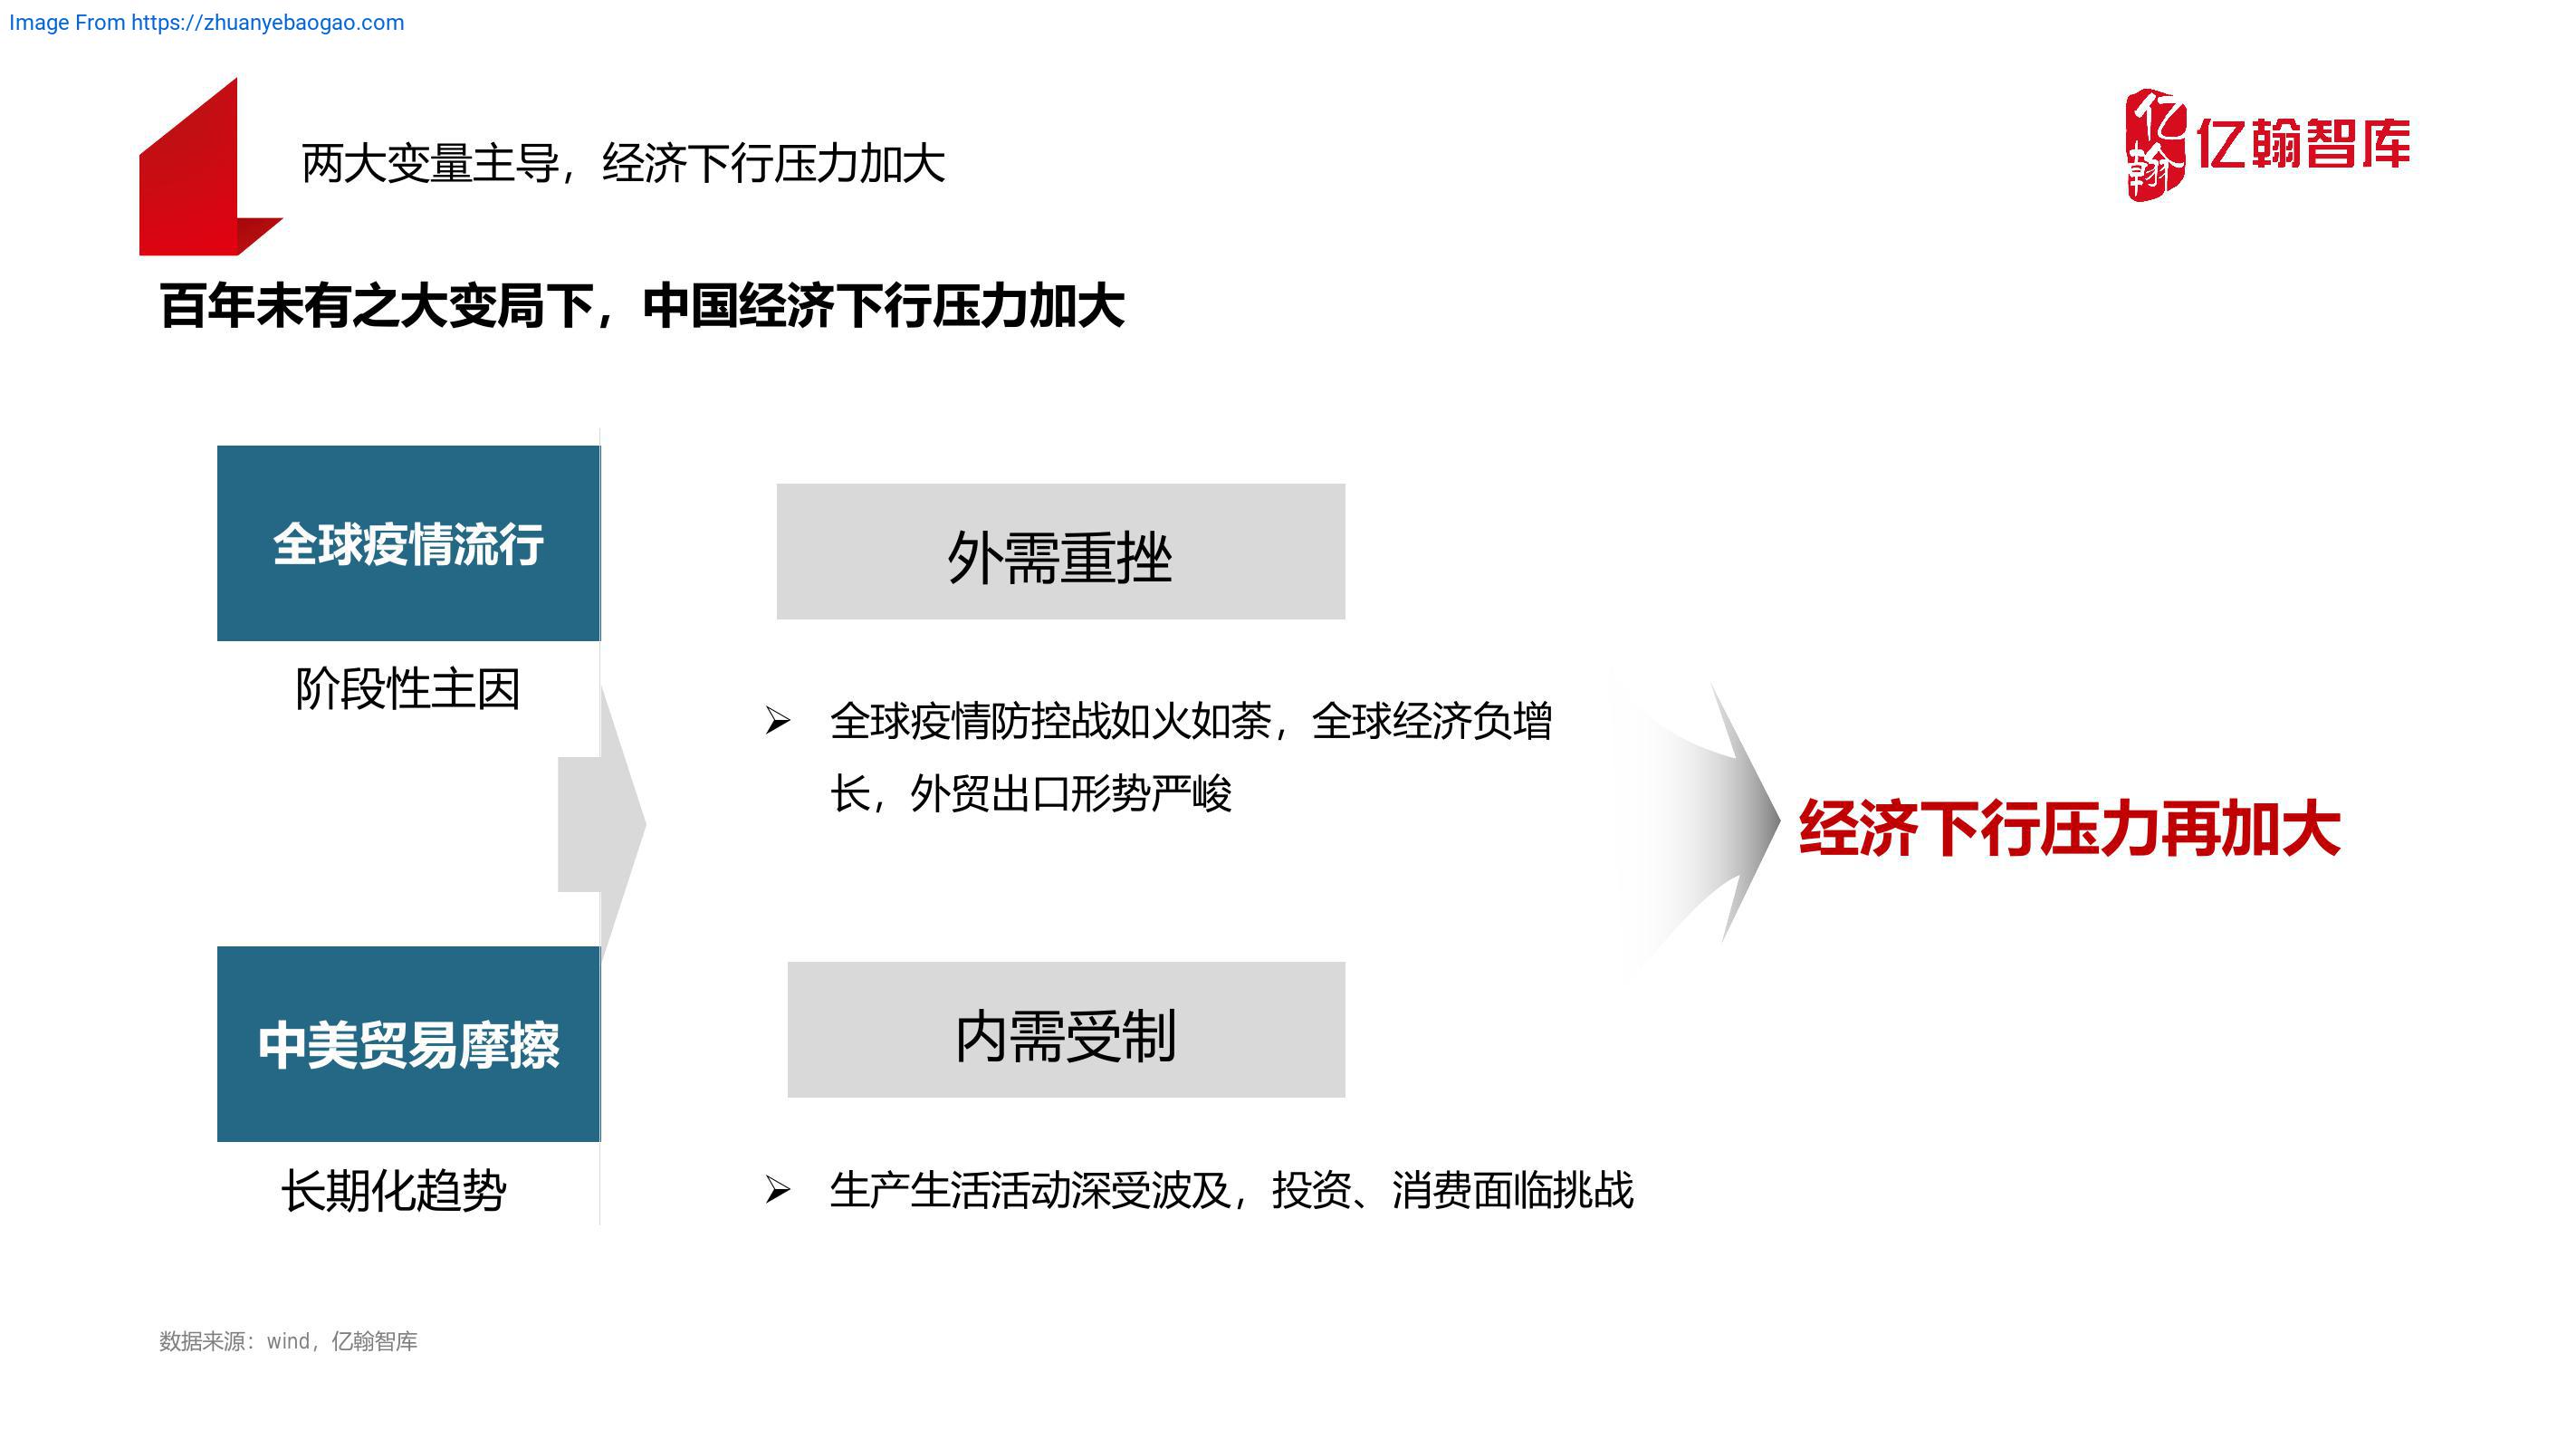 Image From https://zhuanyebaogao.com
两大变量主导，经济下行压力加大
亿翰
亿翰智库
百年未有之大变局下，中国经济下行压力加大
全球疫情流行
阶段性主因
中美贸易摩擦
长期化趋势
外需重挫
全球疫情防控战如火如荼，全球经济负增
长，外贸出口形势严峻
内需受制
生产生活活动深受波及，投资、消费面临挑战
经济下行压力再加大
数据来源：wind，亿翰智库